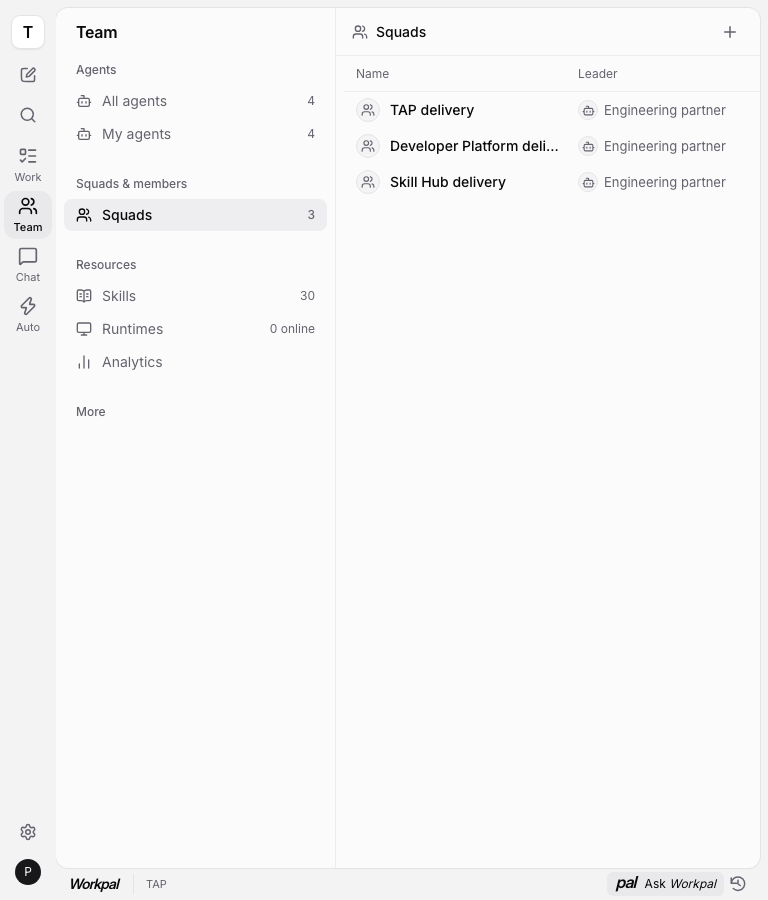 T
Work
Team
Chat
Auto
P
Team
Agents
All agents 4
My agents 4
Squads & members
Squads 3
Resources
Skills 30
Runtimes 0 online
Analytics
More
Squads
Name Leader
TAP delivery Engineering partner
Developer Platform deli... Engineering partner
Skill Hub delivery Engineering partner
Workpal TAP
pal Ask Workpal